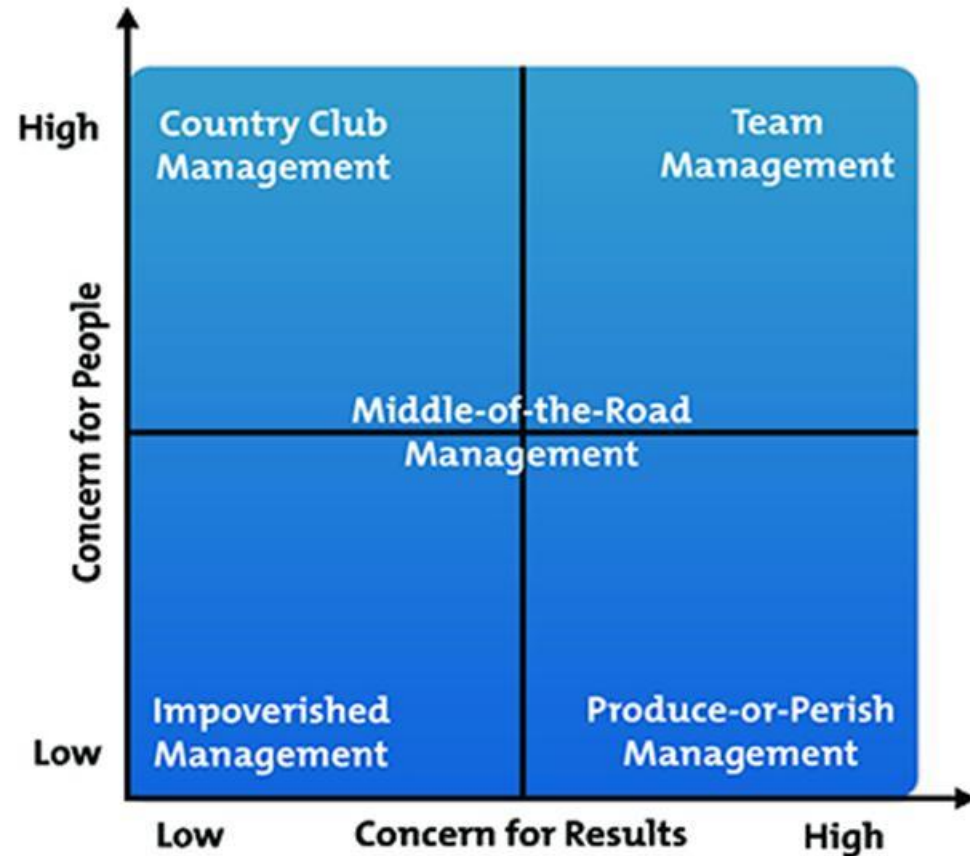 High
Country Club
Management
Team
Management
Concern for People
Middle-of-the-Road
Management
Impoverished
Management
Produce-or-Perish
Management
Low
Low
Concern for Results
High